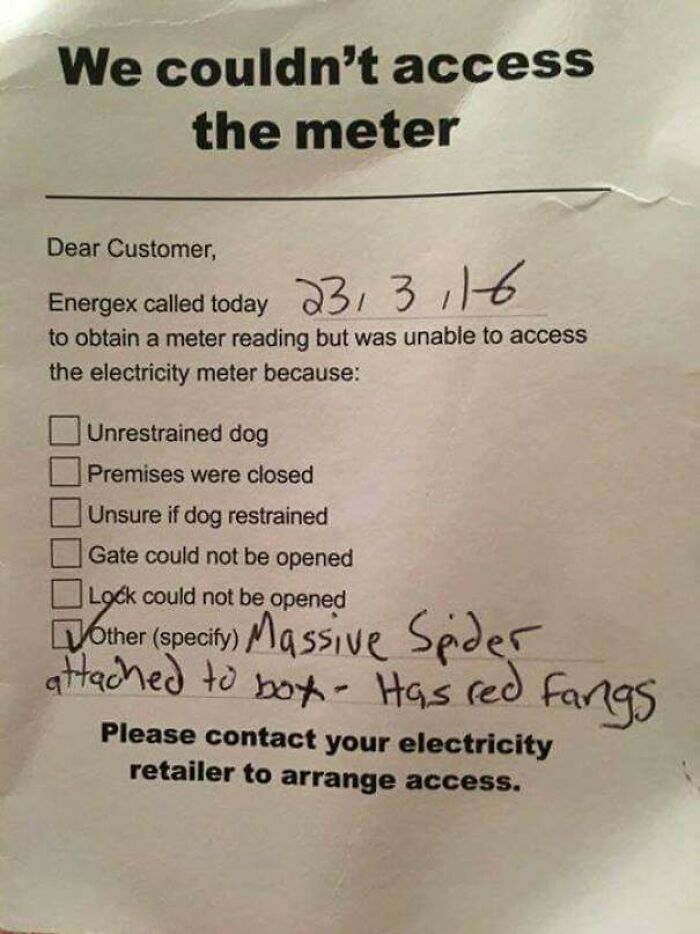 We couldn't access
the meter
Dear Customer,
Energex called today 23, 3, 16
to obtain a meter reading but was unable to access
the electricity meter because:
Unrestrained dog
Premises were closed
Unsure if dog restrained
Gate could not be opened
Lock could not be opened
Other (specify) Massive Spider
attached to box - Has red fangs
Please contact your electricity
retailer to arrange access.